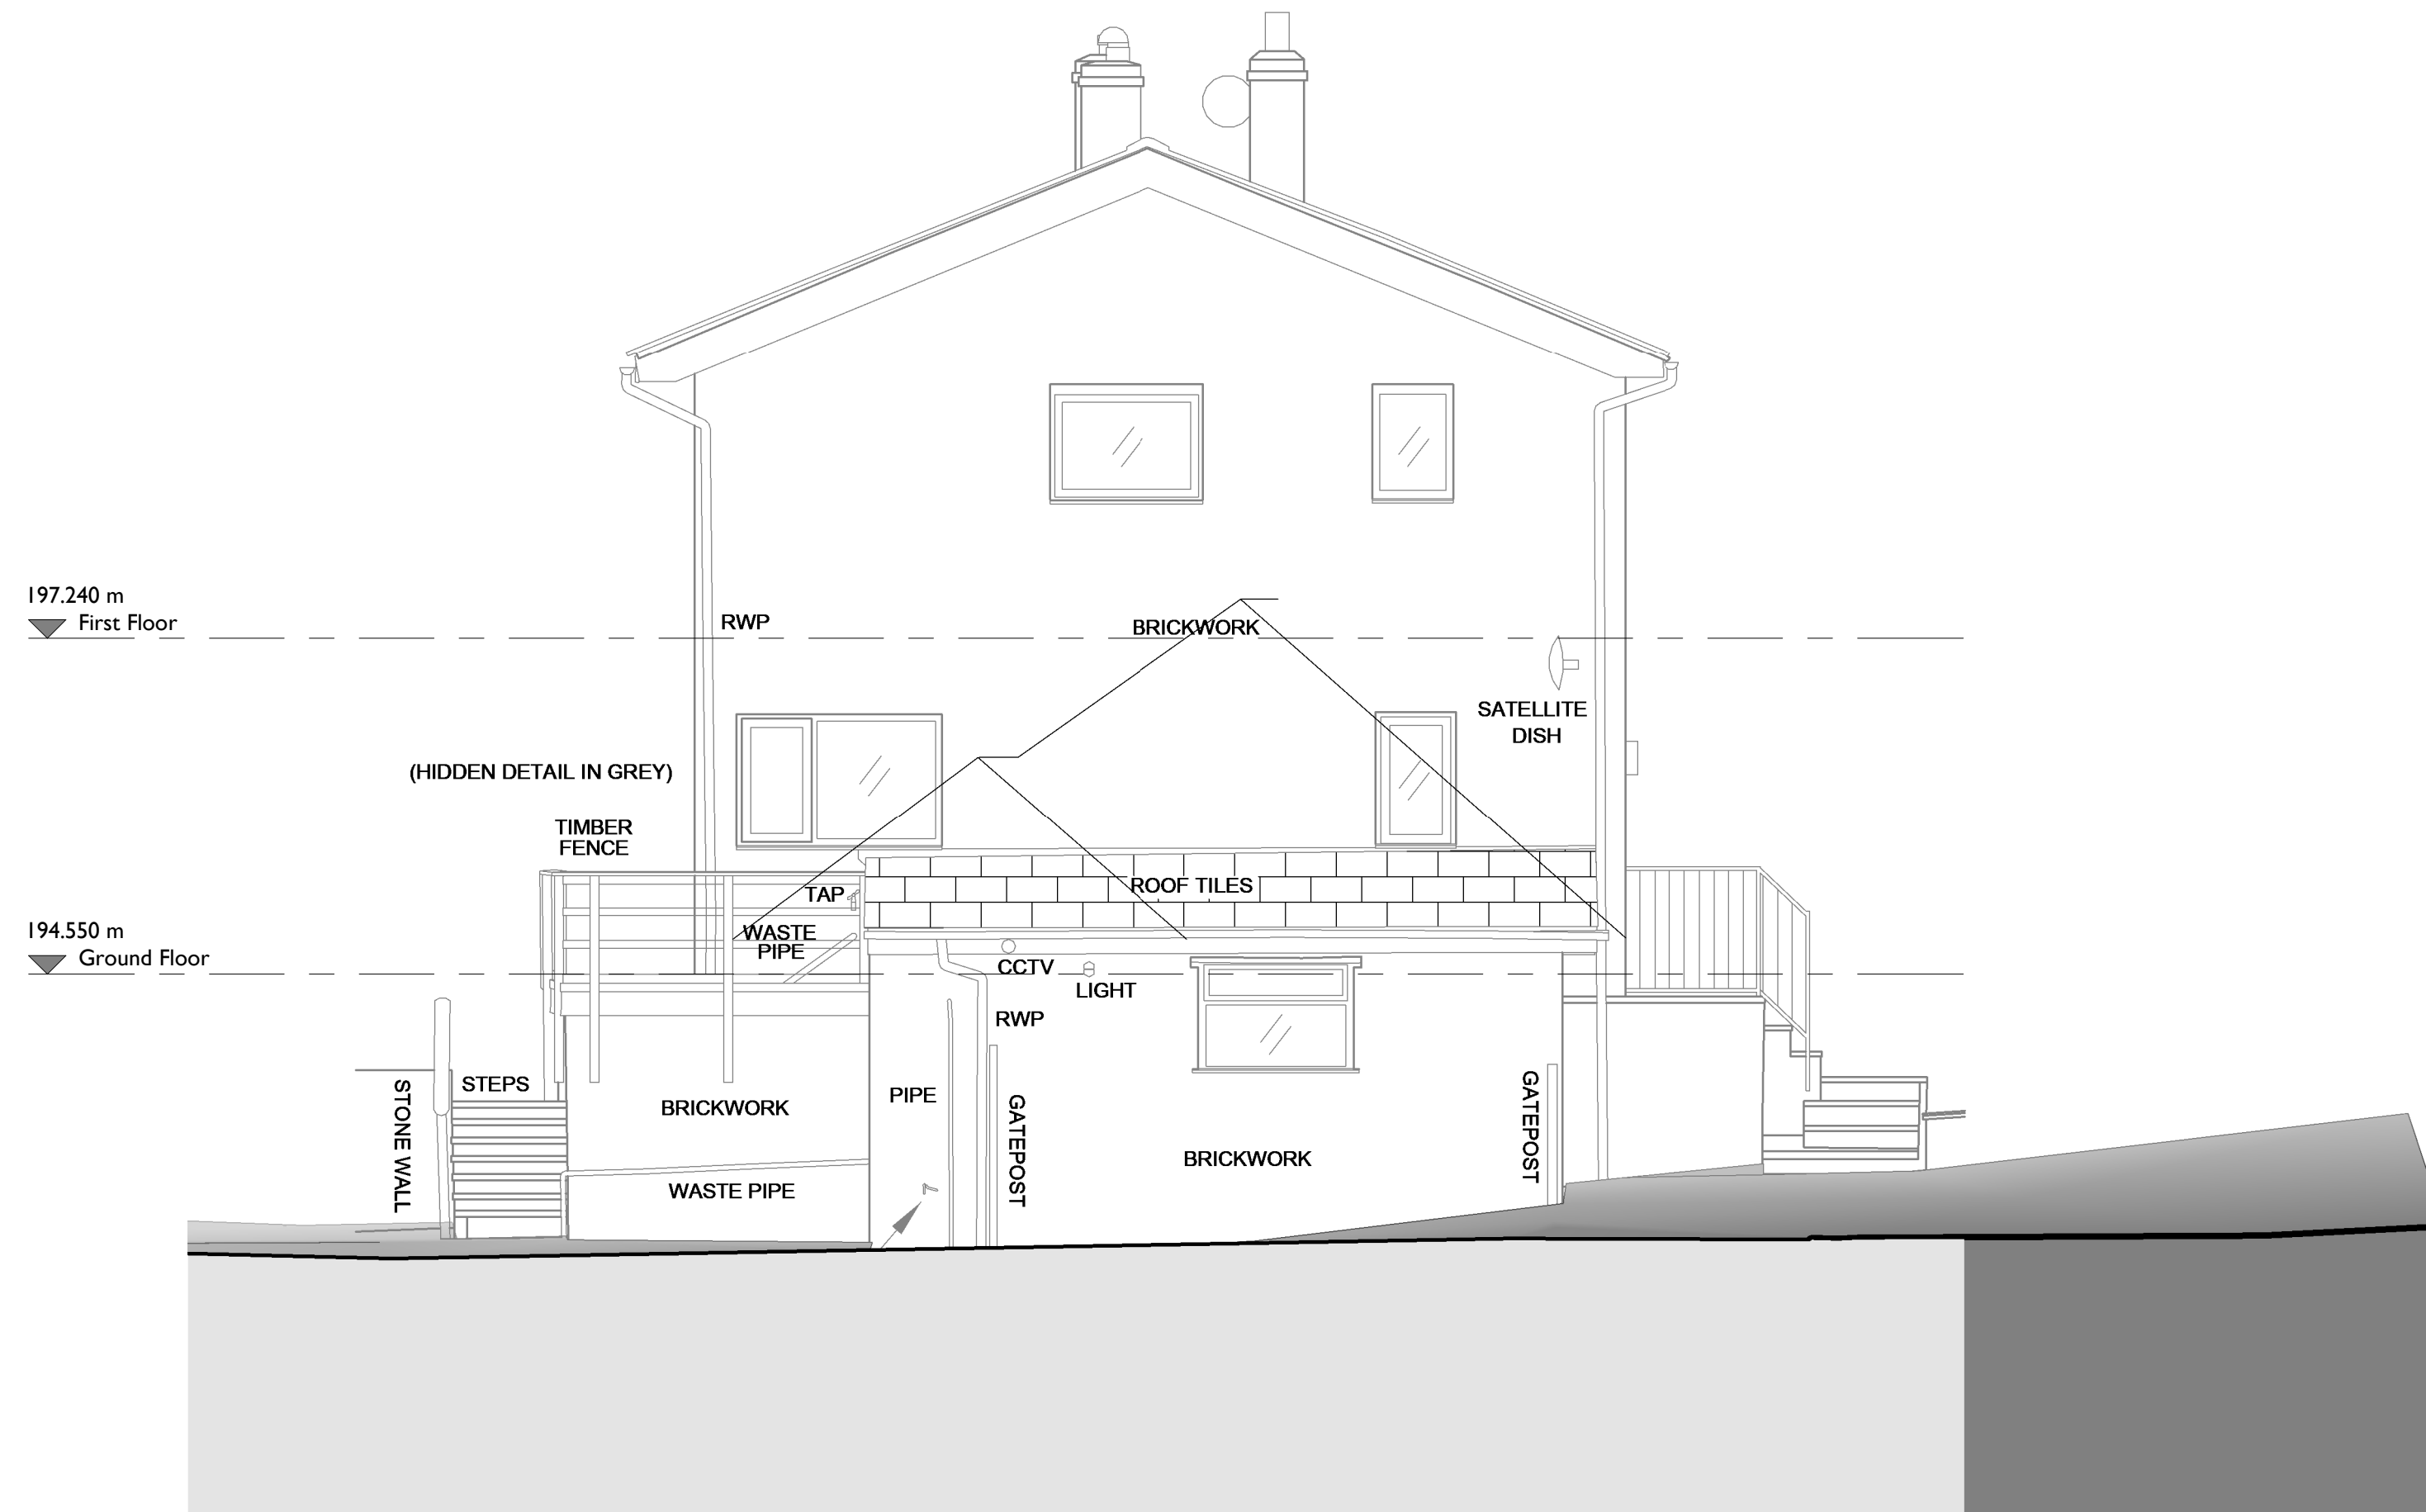 197.240 m
First Floor
RWP
BRICKWORK
SATELLITE
DISH
(HIDDEN DETAIL IN GREY)
TIMBER
FENCE
TAP
ROOF TILES
194.550 m
Ground Floor
WASTE
PIPE
CCTV
LIGHT
RWP
STONE WALL
STEPS
BRICKWORK
PIPE
GATEPOST
BRICKWORK
GATEPOST
WASTE PIPE